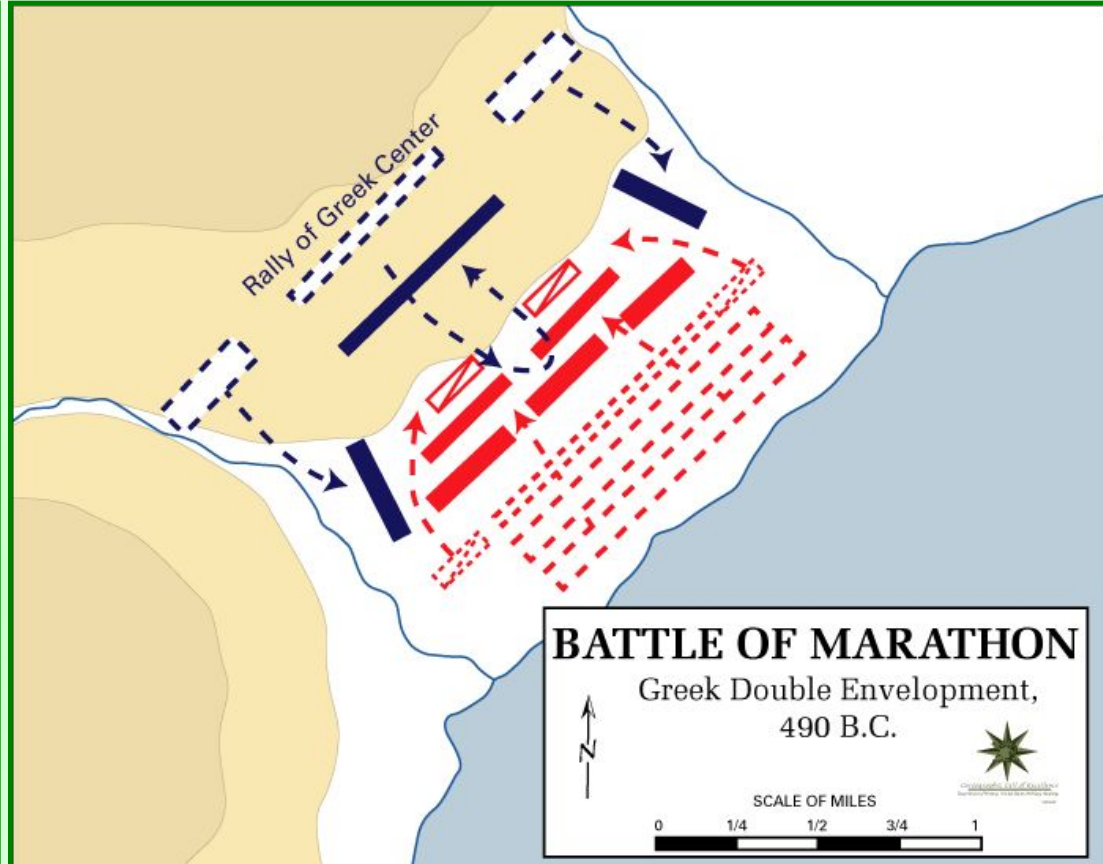 Rally of Greek Center
BATTLE OF MARATHON
Greek Double Envelopment,
490 B.C.
N
SCALE OF MILES
0 1/4 1/2 3/4 1